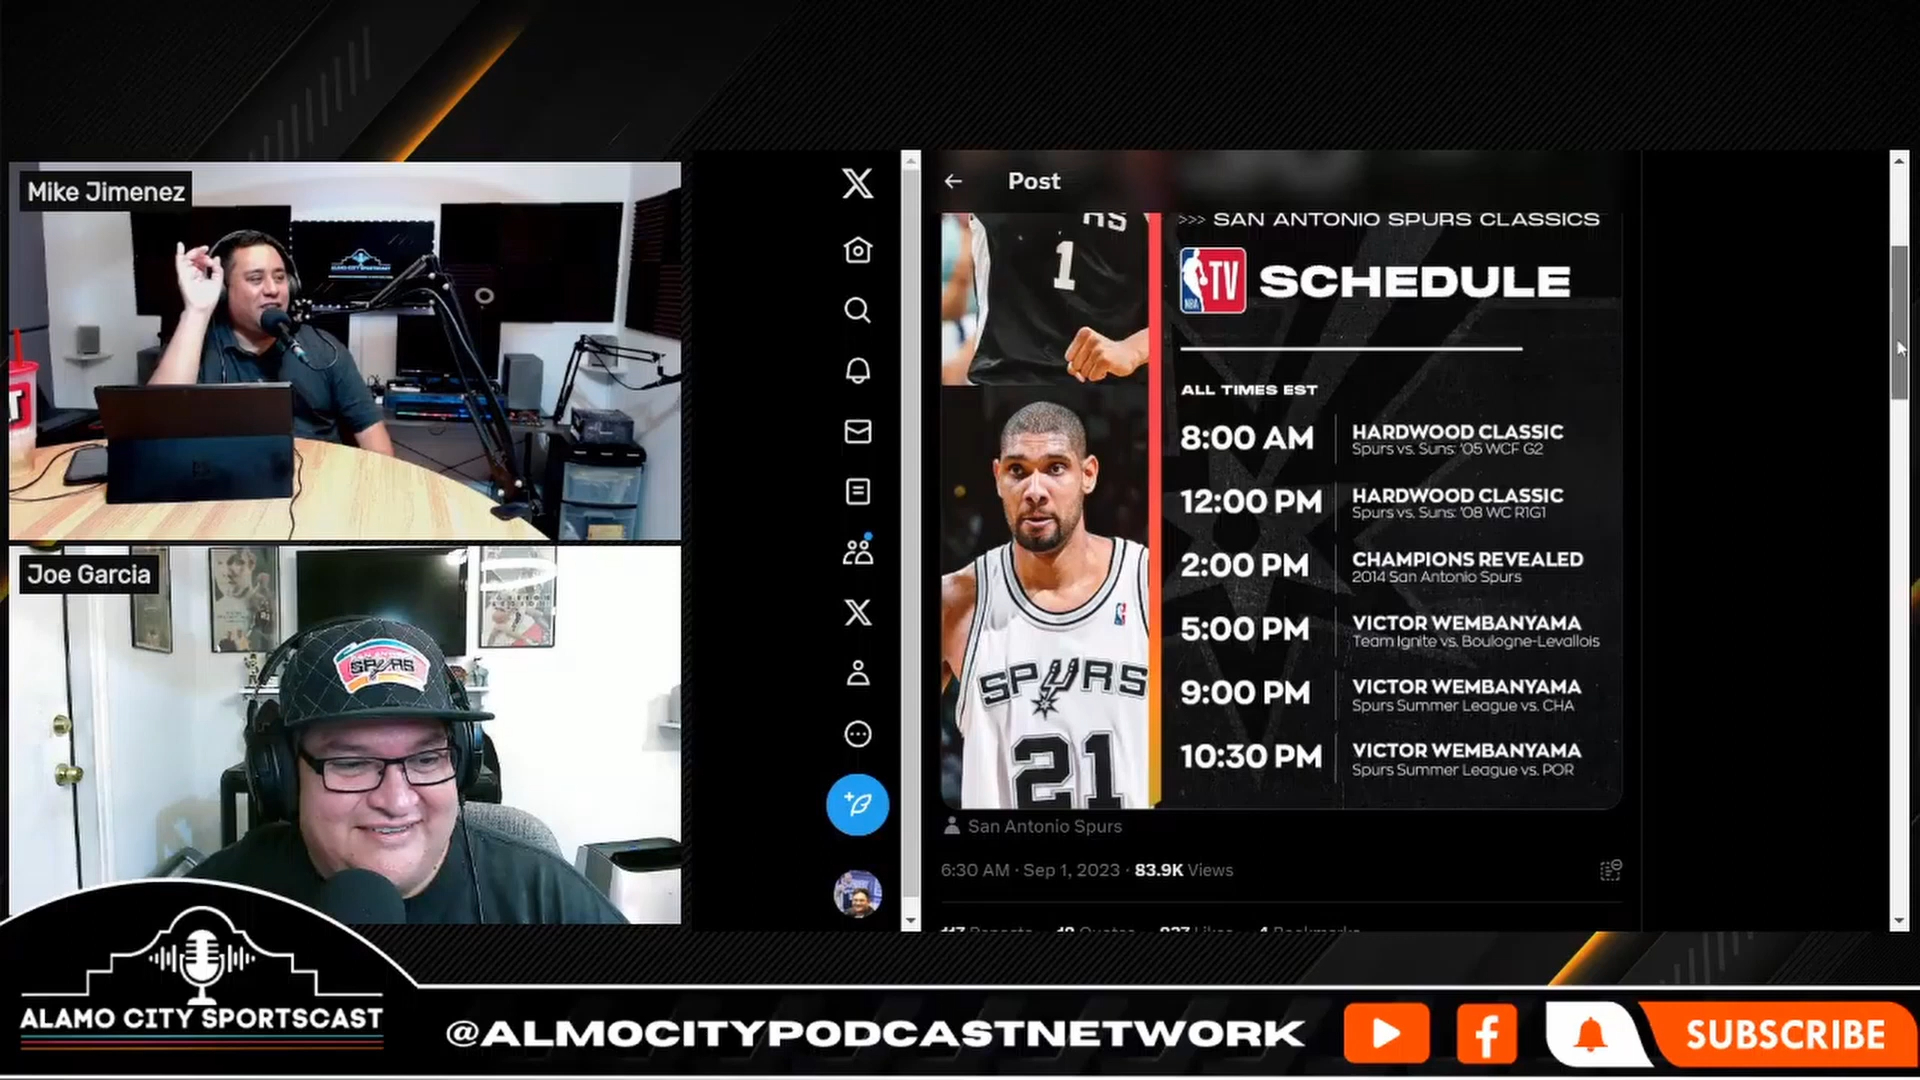 Mike Jimenez
Joe Garcia
Post
RS
1
>>> SAN ANTONIO SPURS CLASSICS
NBA TV SCHEDULE
ALL TIMES EST
8:00 AM
HARDWOOD CLASSIC
Spurs vs. Suns: '05 WCF G2
12:00 PM
HARDWOOD CLASSIC
Spurs vs. Suns: '08 WC R1G1
2:00 PM
CHAMPIONS REVEALED
2014 San Antonio Spurs
5:00 PM
VICTOR WEMBANYAMA
Team Ignite vs. Boulogne-Levallois
9:00 PM
VICTOR WEMBANYAMA
Spurs Summer League vs. CHA
10:30 PM
VICTOR WEMBANYAMA
Spurs Summer League vs. POR
SPURS
21
San Antonio Spurs
6:30 AM · Sep 1, 2023 · 83.9K Views
SPURS
ALAMO CITY SPORTSCAST
@ALMOCITYPODCASTNETWORK
SUBSCRIBE